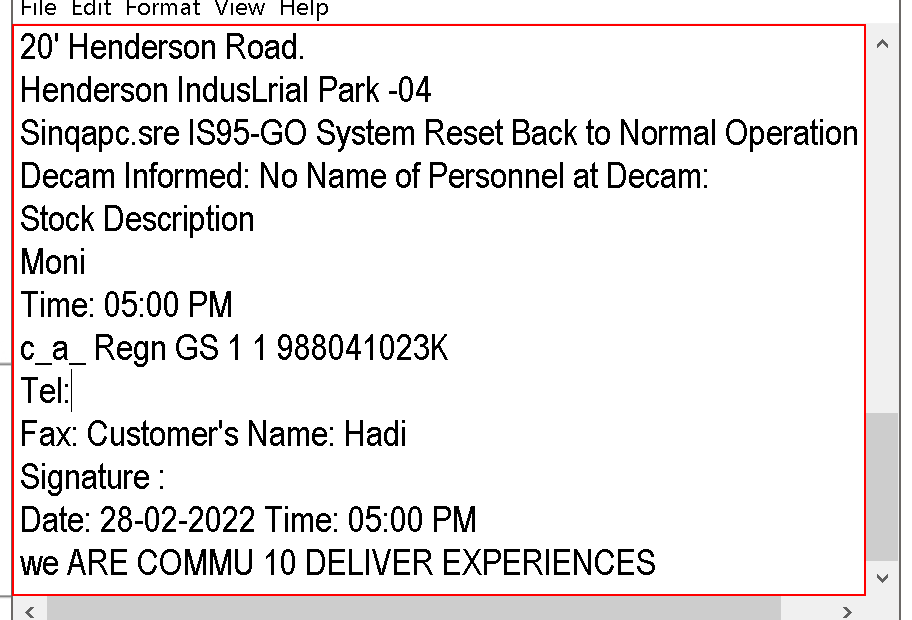 File Edit Format View Help
20' Henderson Road.
Henderson IndusLrial Park -04
Sinqapc.sre IS95-GO System Reset Back to Normal Operation
Decam Informed: No Name of Personnel at Decam:
Stock Description
Moni
Time: 05:00 PM
c_a_ Regn GS 1 1 988041023K
Tel:
Fax: Customer's Name: Hadi
Signature :
Date: 28-02-2022 Time: 05:00 PM
we ARE COMMU 10 DELIVER EXPERIENCES